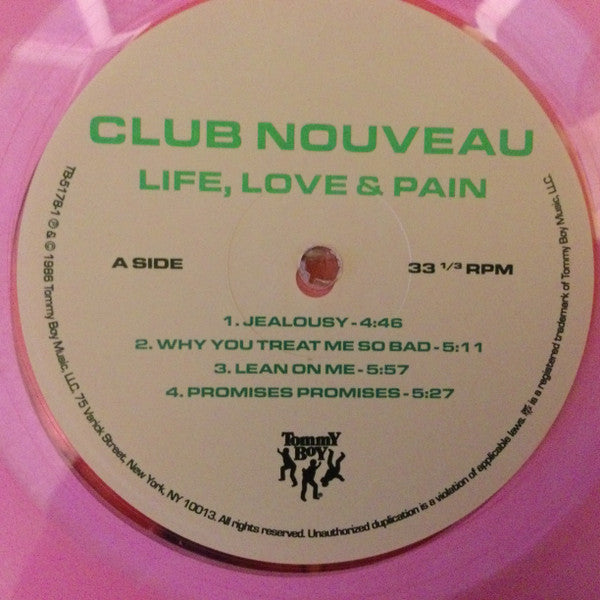 CLUB NOUVEAU
LIFE, LOVE & PAIN
A SIDE
33 1/3 RPM
1. JEALOUSY - 4:46
2. WHY YOU TREAT ME SO BAD - 5:11
3. LEAN ON ME - 5:57
4. PROMISES PROMISES - 5:27
TOMMY
BOY
TB-5178-1 ℗ & © 1986 Tommy Boy Music, LLC. 75 Varick Street, New York, NY 10013. All rights reserved. Unauthorized duplication is a violation of applicable laws. is a registered trademark of Tommy Boy Music, LLC.